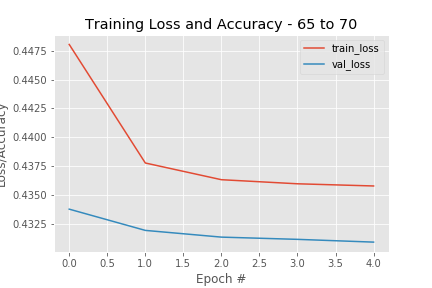 Training Loss and Accuracy - 65 to 70
train_loss
val_loss
0.4475
0.4450
0.4425
0.4400
0.4375
0.4350
0.4325
Loss/Accuracy
0.0 0.5 1.0 1.5 2.0 2.5 3.0 3.5 4.0
Epoch #